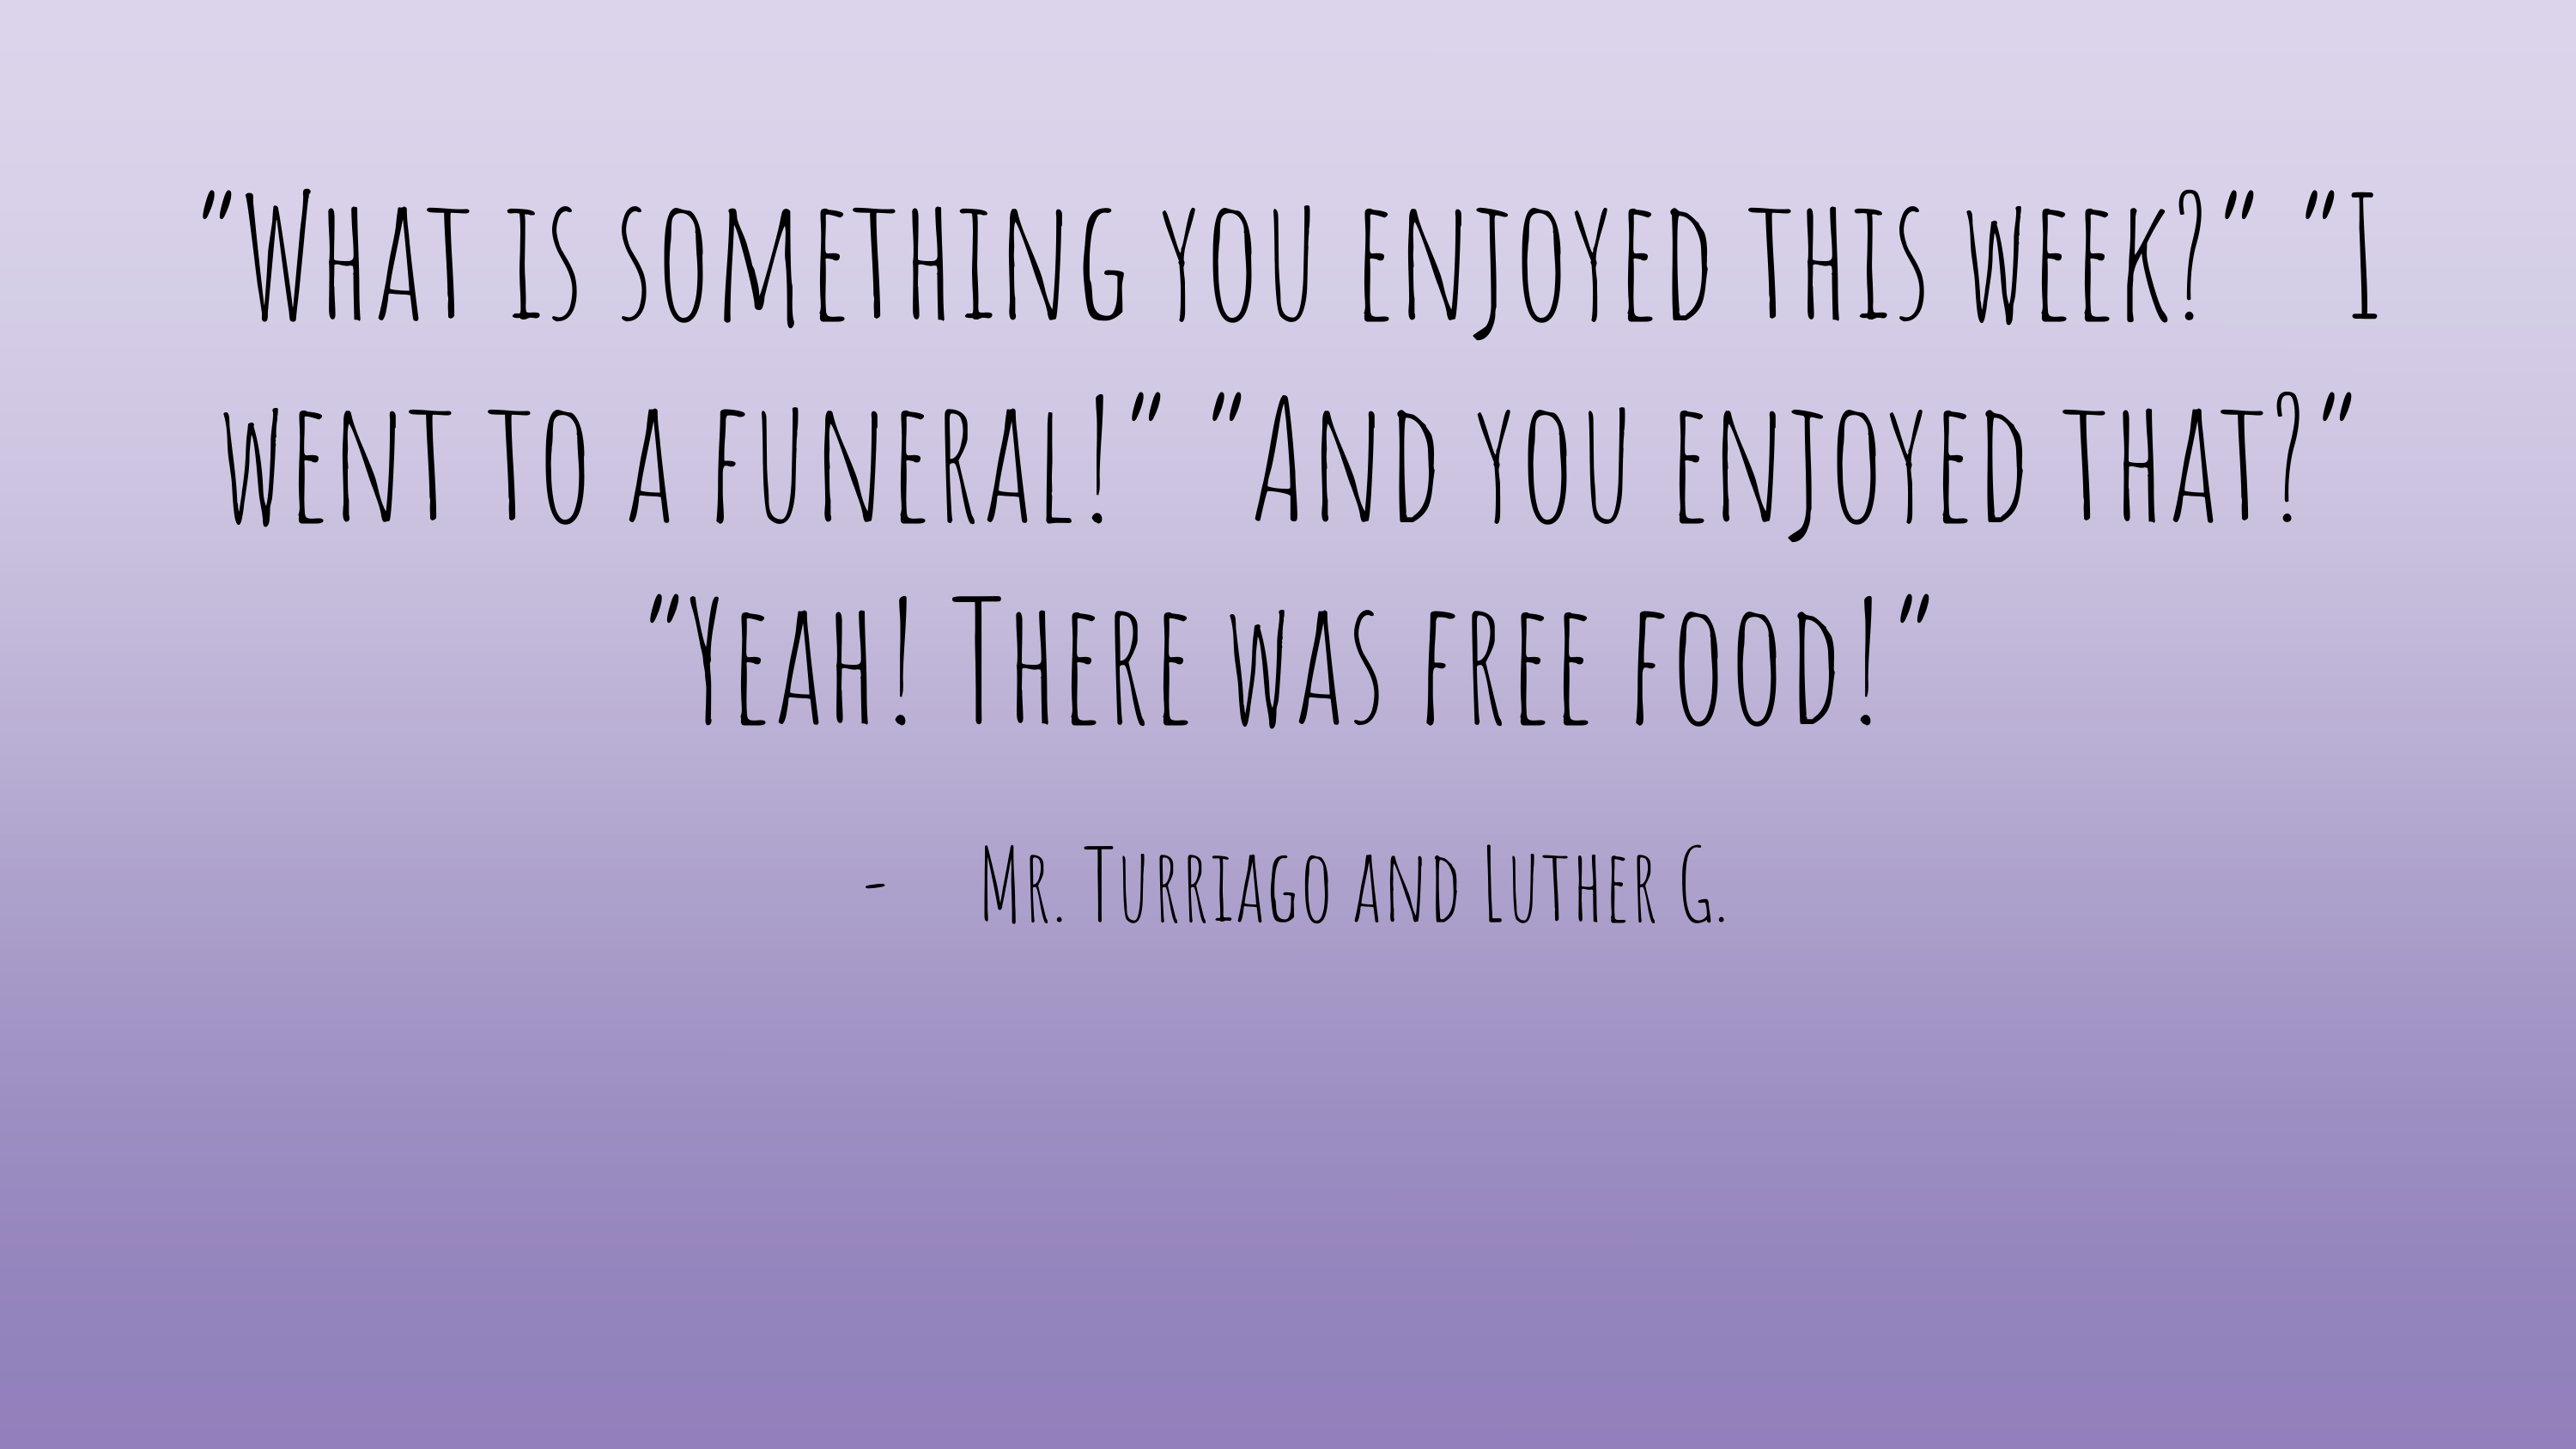 "What is something you enjoyed this week?" "I
went to a funeral!" "And you enjoyed that?"
"Yeah! There was free food!"
- Mr. Turriago and Luther G.